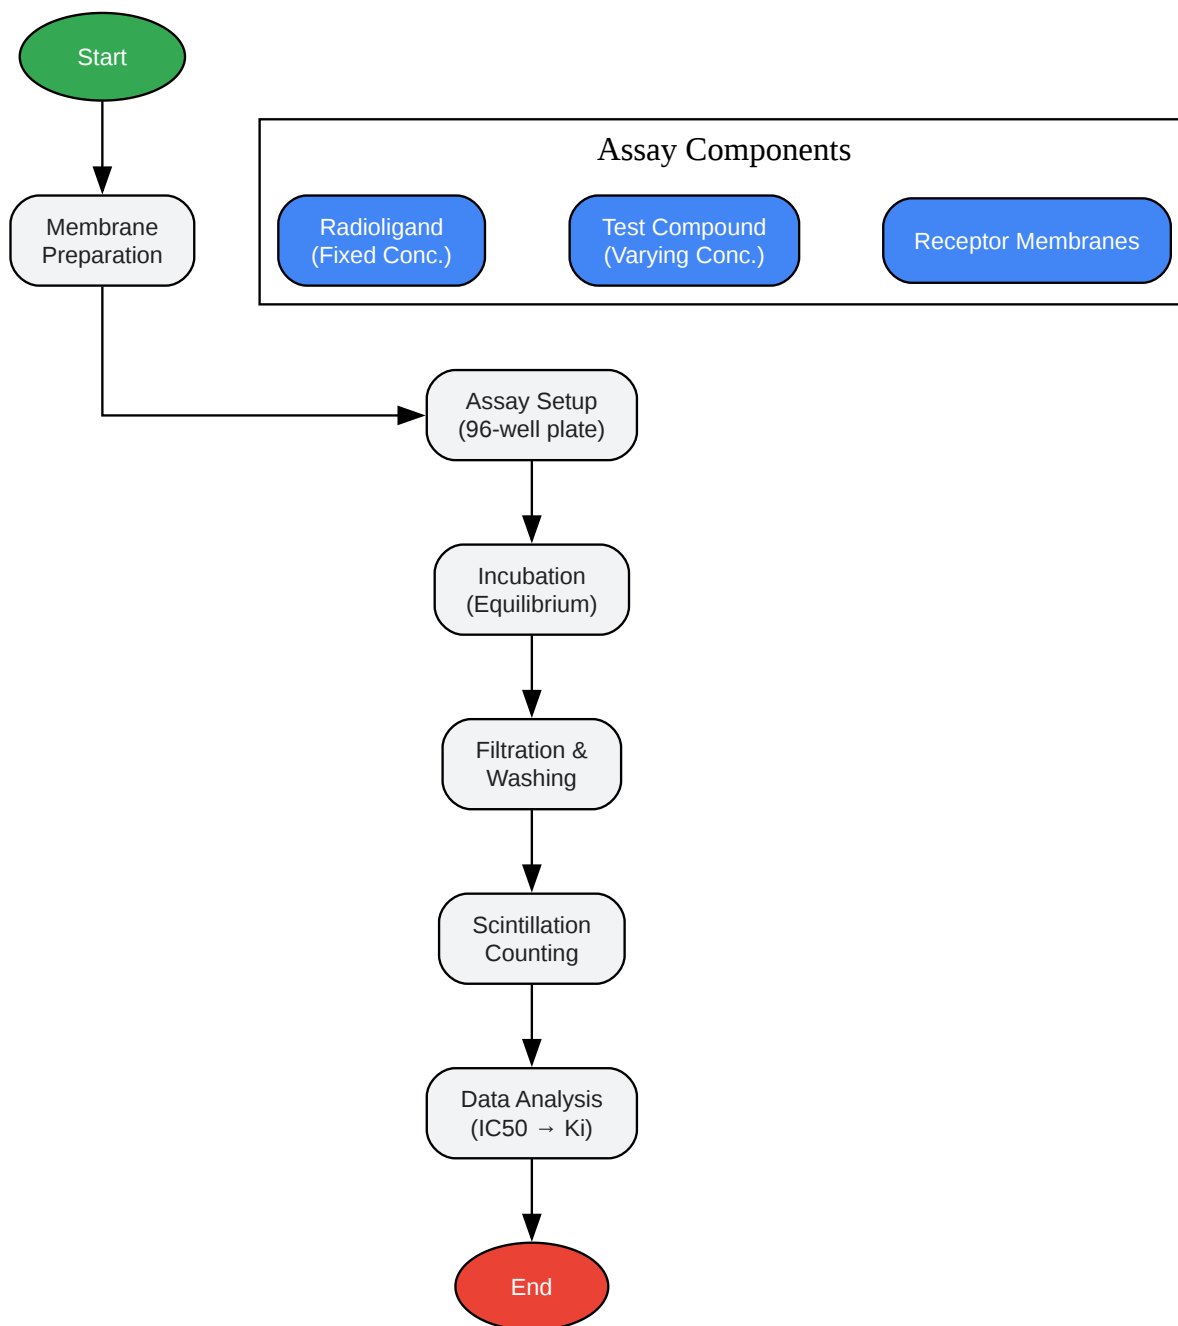 Start
Assay Components
Membrane
Preparation
Radioligand
(Fixed Conc.)
Test Compound
(Varying Conc.)
Receptor Membranes
Assay Setup
(96-well plate)
Incubation
(Equilibrium)
Filtration &
Washing
Scintillation
Counting
Data Analysis
(IC50 → Ki)
End